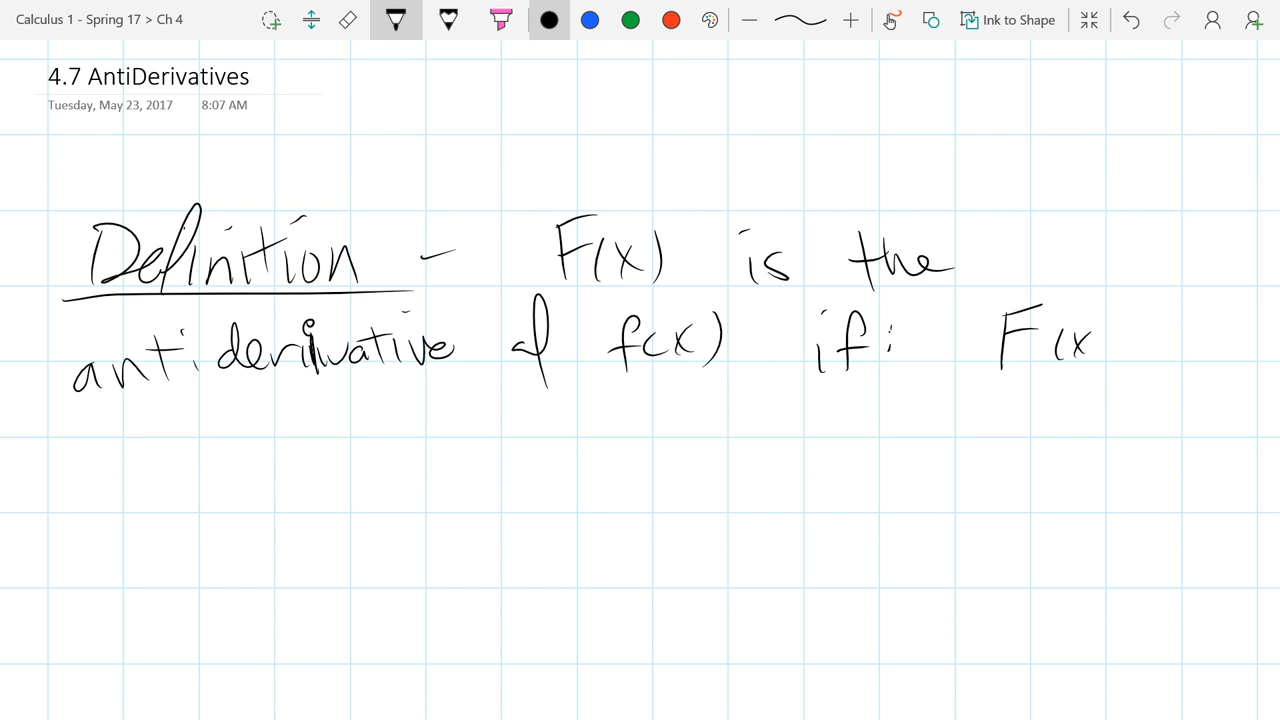 Calculus 1 - Spring 17 > Ch 4
Ink to Shape
4.7 AntiDerivatives
Tuesday, May 23, 2017 8:07 AM
Definition - F(x) is the
antiderivative of f(x) if: F(x